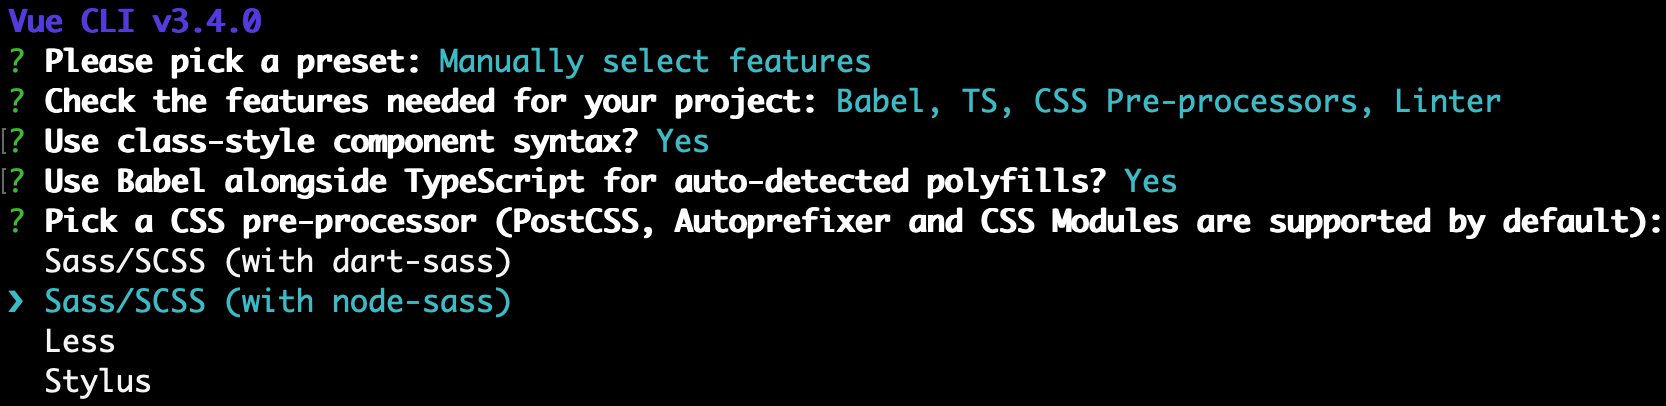 Vue CLI v3.4.0
? Please pick a preset: Manually select features
? Check the features needed for your project: Babel, TS, CSS Pre-processors, Linter
[? Use class-style component syntax? Yes
[? Use Babel alongside TypeScript for auto-detected polyfills? Yes
? Pick a CSS pre-processor (PostCSS, Autoprefixer and CSS Modules are supported by default):
Sass/SCSS (with dart-sass)
❯ Sass/SCSS (with node-sass)
Less
Stylus